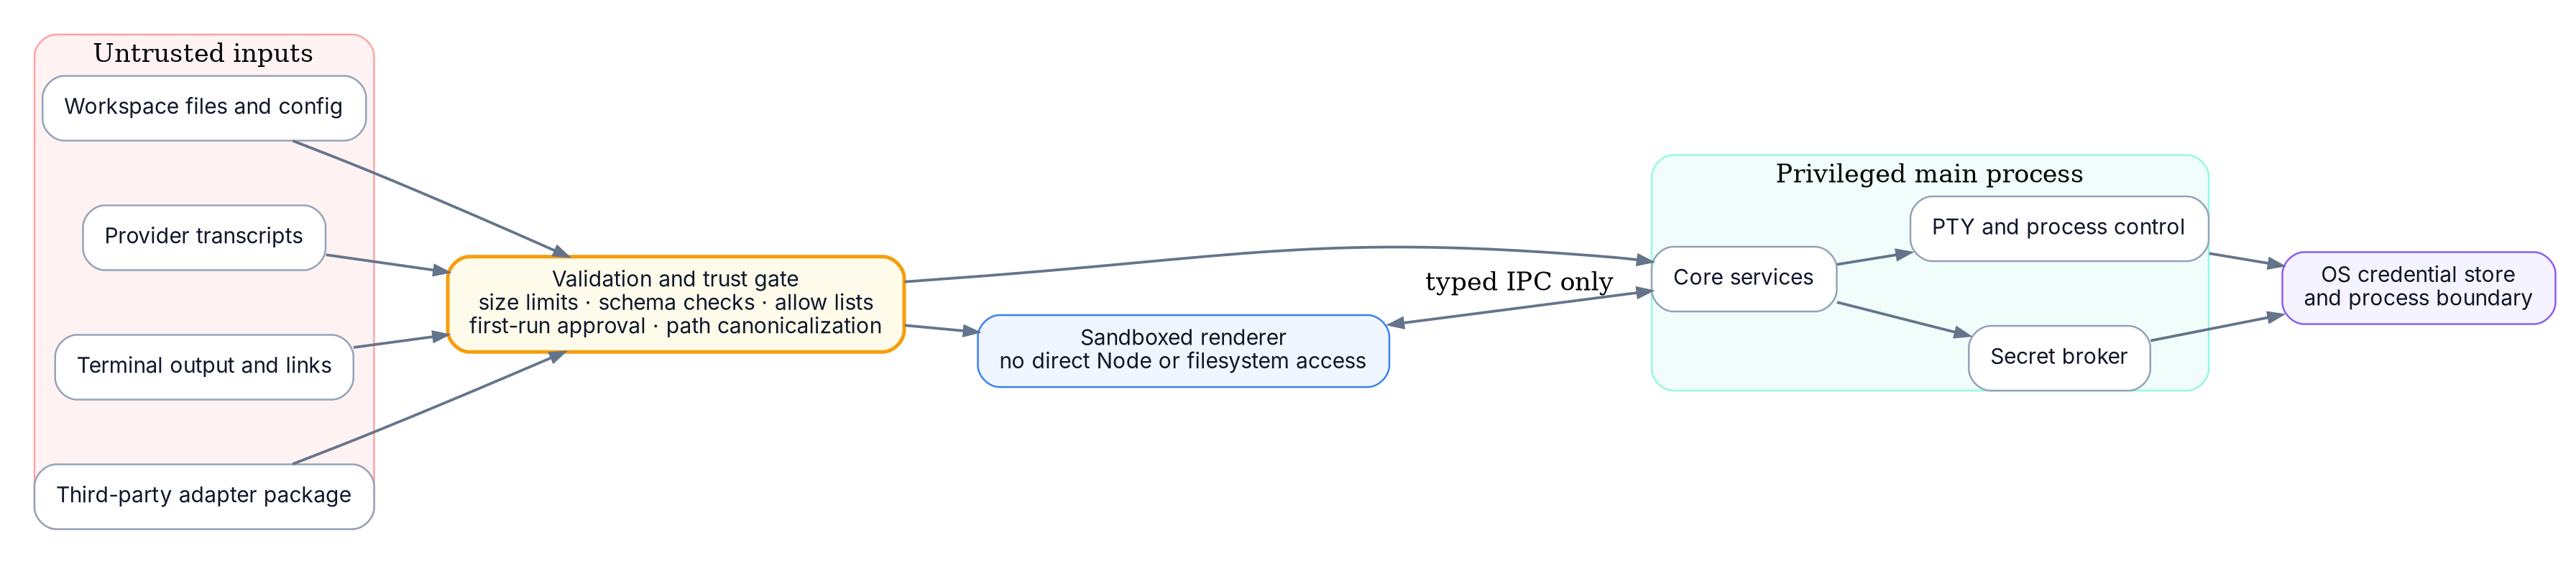 Untrusted inputs
Workspace files and config
Provider transcripts
Terminal output and links
Third-party adapter package
Validation and trust gate
size limits · schema checks · allow lists
first-run approval · path canonicalization
Sandboxed renderer
no direct Node or filesystem access
typed IPC only
Privileged main process
Core services
PTY and process control
Secret broker
OS credential store
and process boundary